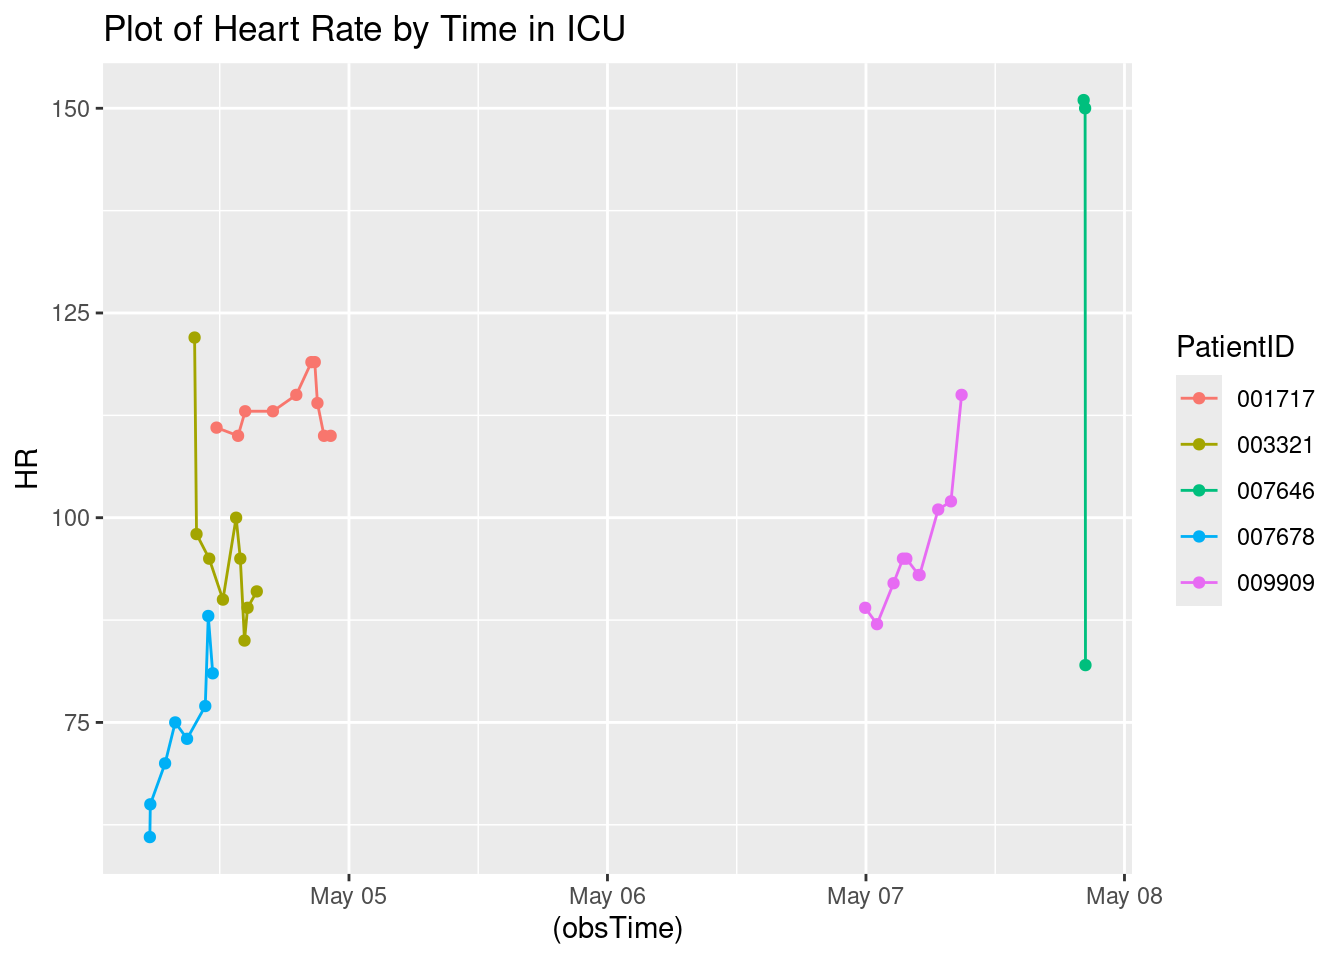 Plot of Heart Rate by Time in ICU
150
125
100
75
HR
May 05
May 06
May 07
May 08
(obsTime)
PatientID
001717
003321
007646
007678
009909